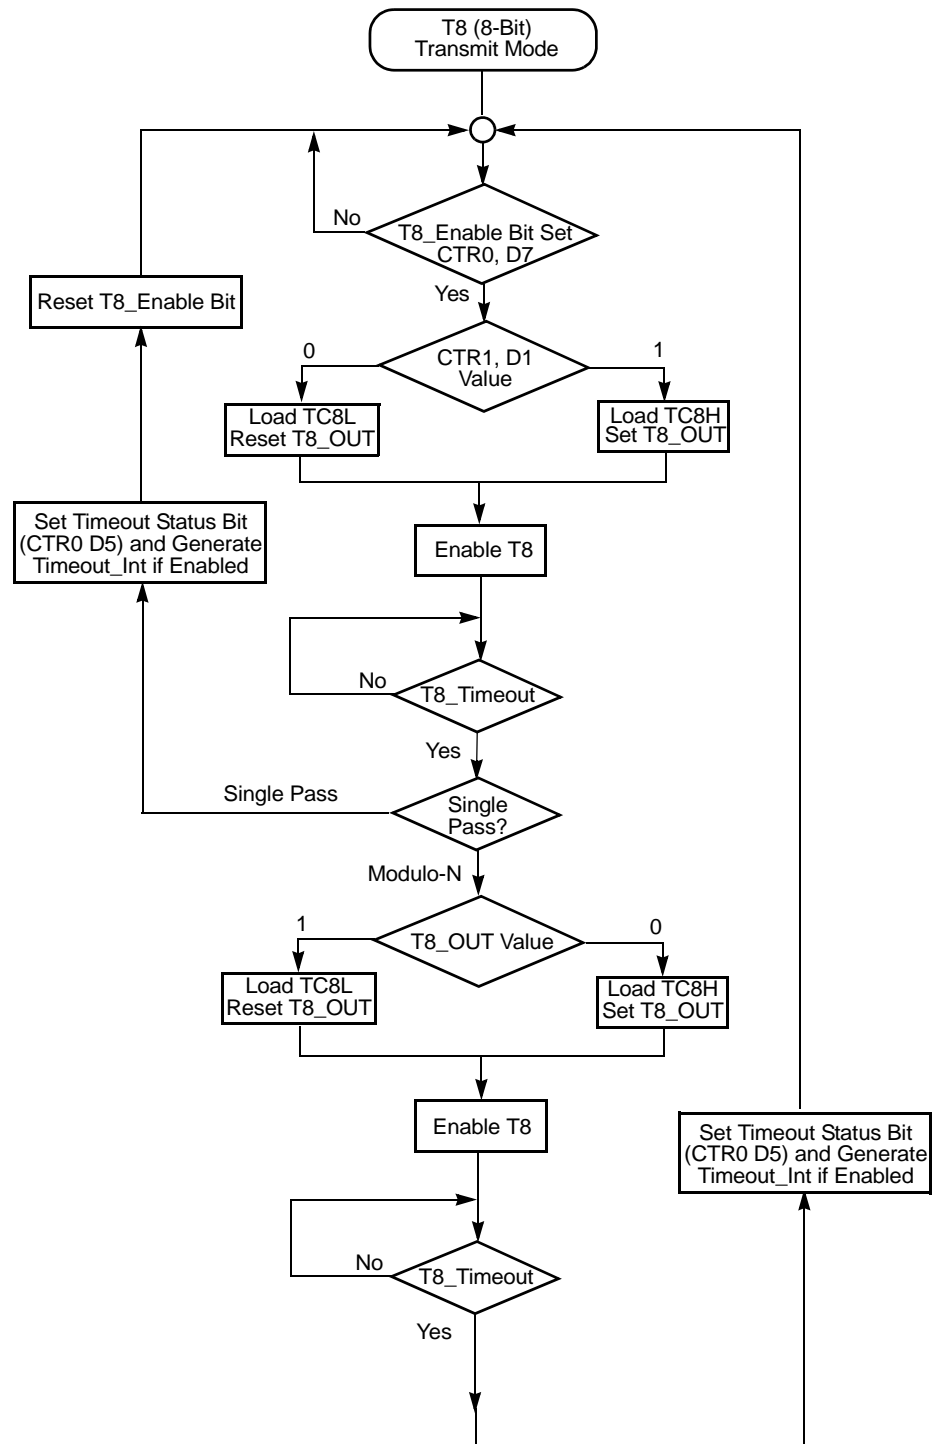 T8 (8-Bit)
Transmit Mode
No
T8_Enable Bit Set
CTR0, D7
Yes
Reset T8_Enable Bit
0
CTR1, D1
Value
1
Load TC8L
Reset T8_OUT
Load TC8H
Set T8_OUT
Set Timeout Status Bit
(CTR0 D5) and Generate
Timeout_Int if Enabled
Enable T8
No
T8_Timeout
Yes
Single Pass
Single
Pass?
Modulo-N
1
T8_OUT Value
0
Load TC8L
Reset T8_OUT
Load TC8H
Set T8_OUT
Enable T8
Set Timeout Status Bit
(CTR0 D5) and Generate
Timeout_Int if Enabled
No
T8_Timeout
Yes